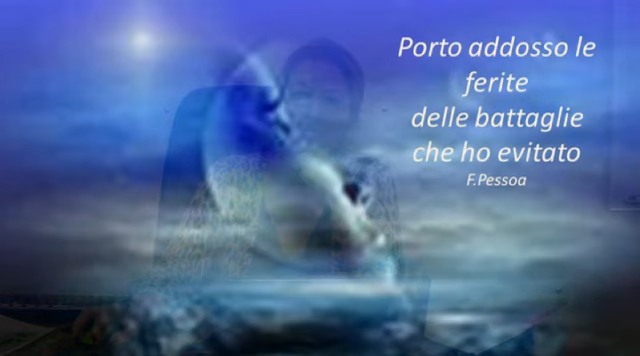 Porto addosso le
ferite
delle battaglie
che ho evitato
F.Pessoa